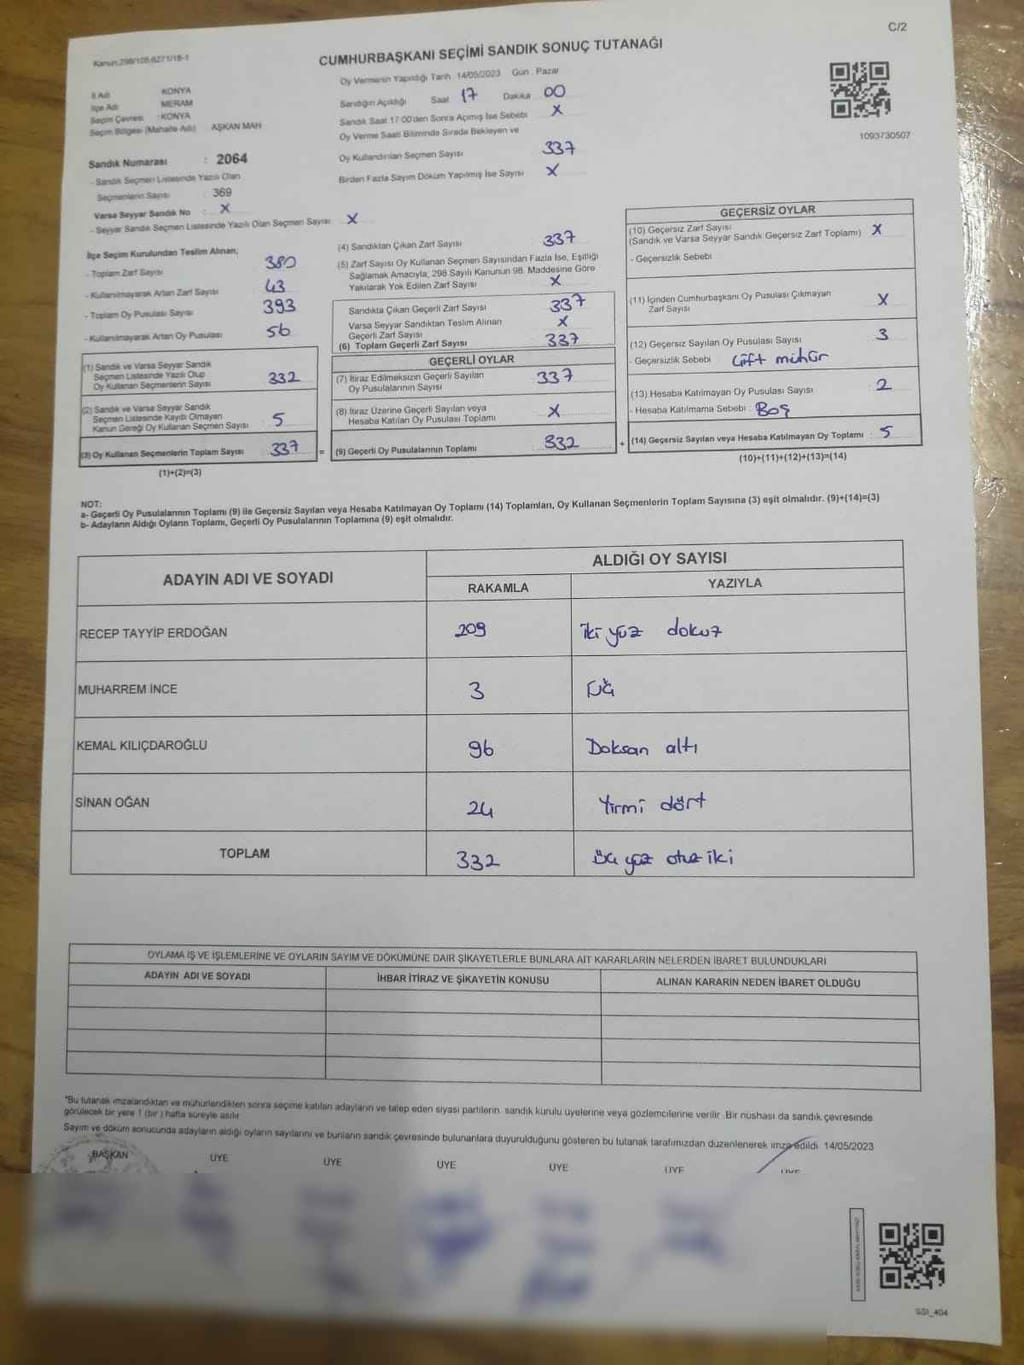 C/2
Kanun:298/108-6271/18-1
CUMHURBAŞKANI SEÇİMİ SANDIK SONUÇ TUTANAĞI
Oy Vermenin Yapıldığı Tarih 14/05/2023 Gün : Pazar
İl Adı KONYA
İlçe Adı MERAM
Seçim Çevresi : KONYA
Seçim Bölgesi (Mahalle Adı) AŞKAN MAH
Sandığın Açıldığı Saat 17 Dakika 00
Sandık Saat 17:00'den Sonra Açımış İse Sebebi X
Oy Verme Saati Bitiminde Sırada Bekleyen ve
Oy Kullandırılan Seçmen Sayısı 337
Birden Fazla Sayım Döküm Yapılmış İse Sayısı X
1093730507
Sandık Numarası : 2064
- Sandık Seçmen Listesinde Yazılı Olan
Seçmenlerin Sayısı : 369
Varsa Seyyar Sandık No : X
- Seyyar Sandık Seçmen Listesinde Yazılı Olan Seçmen Sayısı X
İlçe Seçim Kurulundan Teslim Alınan;
- Toplam Zarf Sayısı 380
- Kullanılmayarak Artan Zarf Sayısı 43
- Toplam Oy Pusulası Sayısı 393
- Kullanılmayarak Artan Oy Pusulası 56
(1) Sandık ve Varsa Seyyar Sandık
Seçmen Listesinde Yazılı Olup
Oy Kullanan Seçmenlerin Sayısı 332
(2) Sandık ve Varsa Seyyar Sandık
Seçmen Listesinde Kayıtlı Olmayan
Kanun Gereği Oy Kullanan Seçmen Sayısı 5
(3) Oy Kullanan Seçmenlerin Toplam Sayısı 337 =
(1)+(2)=(3)
(4) Sandıktan Çıkan Zarf Sayısı 337
(5) Zarf Sayısı Oy Kullanan Seçmen Sayısından Fazla İse, Eşitliği
Sağlamak Amacıyla, 298 Sayılı Kanunun 98. Maddesine Göre
Yakılarak Yok Edilen Zarf Sayısı X
Sandıkta Çıkan Geçerli Zarf Sayısı 337
Varsa Seyyar Sandıktan Teslim Alınan X
Geçerli Zarf Sayısı
(6) Toplam Geçerli Zarf Sayısı 337
GEÇERLİ OYLAR
(7) İtiraz Edilmeksizin Geçerli Sayılan 337
Oy Pusulalarının Sayısı
(8) İtiraz Üzerine Geçerli Sayılan veya X
Hesaba Katılan Oy Pusulası Toplamı
(9) Geçerli Oy Pusulalarının Toplamı 332 +
GEÇERSİZ OYLAR
(10) Geçersiz Zarf Sayısı X
(Sandık ve Varsa Seyyar Sandık Geçersiz Zarf Toplamı)
- Geçersizlik Sebebi
(11) İçinden Cumhurbaşkanı Oy Pusulası Çıkmayan X
Zarf Sayısı
(12) Geçersiz Sayılan Oy Pusulası Sayısı 3
- Geçersizlik Sebebi Çift mühür
(13) Hesaba Katılmayan Oy Pusulası Sayısı 2
- Hesaba Katılmama Sebebi : Boş
(14) Geçersiz Sayılan veya Hesaba Katılmayan Oy Toplamı 5
(10)+(11)+(12)+(13)=(14)
NOT:
a- Geçerli Oy Pusulalarının Toplamı (9) ile Geçersiz Sayılan veya Hesaba Katılmayan Oy Toplamı (14) Toplamları, Oy Kullanan Seçmenlerin Toplam Sayısına (3) eşit olmalıdır. (9)+(14)=(3)
b- Adayların Aldığı Oyların Toplamı, Geçerli Oy Pusulalarının Toplamına (9) eşit olmalıdır.
ADAYIN ADI VE SOYADI ALDIĞI OY SAYISI
RAKAMLA YAZIYLA
RECEP TAYYİP ERDOĞAN 209 iki yüz dokuz
MUHARREM İNCE 3 Üç
KEMAL KILIÇDAROĞLU 96 Doksan altı
SİNAN OĞAN 24 Yirmi dört
TOPLAM 332 üç yüz otuz iki
OYLAMA İŞ VE İŞLEMLERİNE VE OYLARIN SAYIM VE DÖKÜMÜNE DAİR ŞİKAYETLERLE BUNLARA AİT KARARLARIN NELERDEN İBARET BULUNDUKLARI
ADAYIN ADI VE SOYADI İHBAR İTİRAZ VE ŞİKAYETİN KONUSU ALINAN KARARIN NEDEN İBARET OLDUĞU
"Bu tutanak imzalandıktan ve mühürlendikten sonra seçime katılan adayların ve talep eden siyasi partilerin sandık kurulu üyelerine veya gözlemcilerine verilir. Bir nüshası da sandık çevresinde
görülecek bir yere 1 (bir ) hafta süreyle asılır
Sayım ve döküm sonucunda adayların aldığı oyların sayılarını ve bunların sandık çevresinde bulunanlara duyurulduğunu gösteren bu tutanak tarafımızdan düzenlenerek imza edildi. 14/05/2023
BAŞKAN ÜYE ÜYE ÜYE ÜYE ÜYE ÜYE
SSI_404